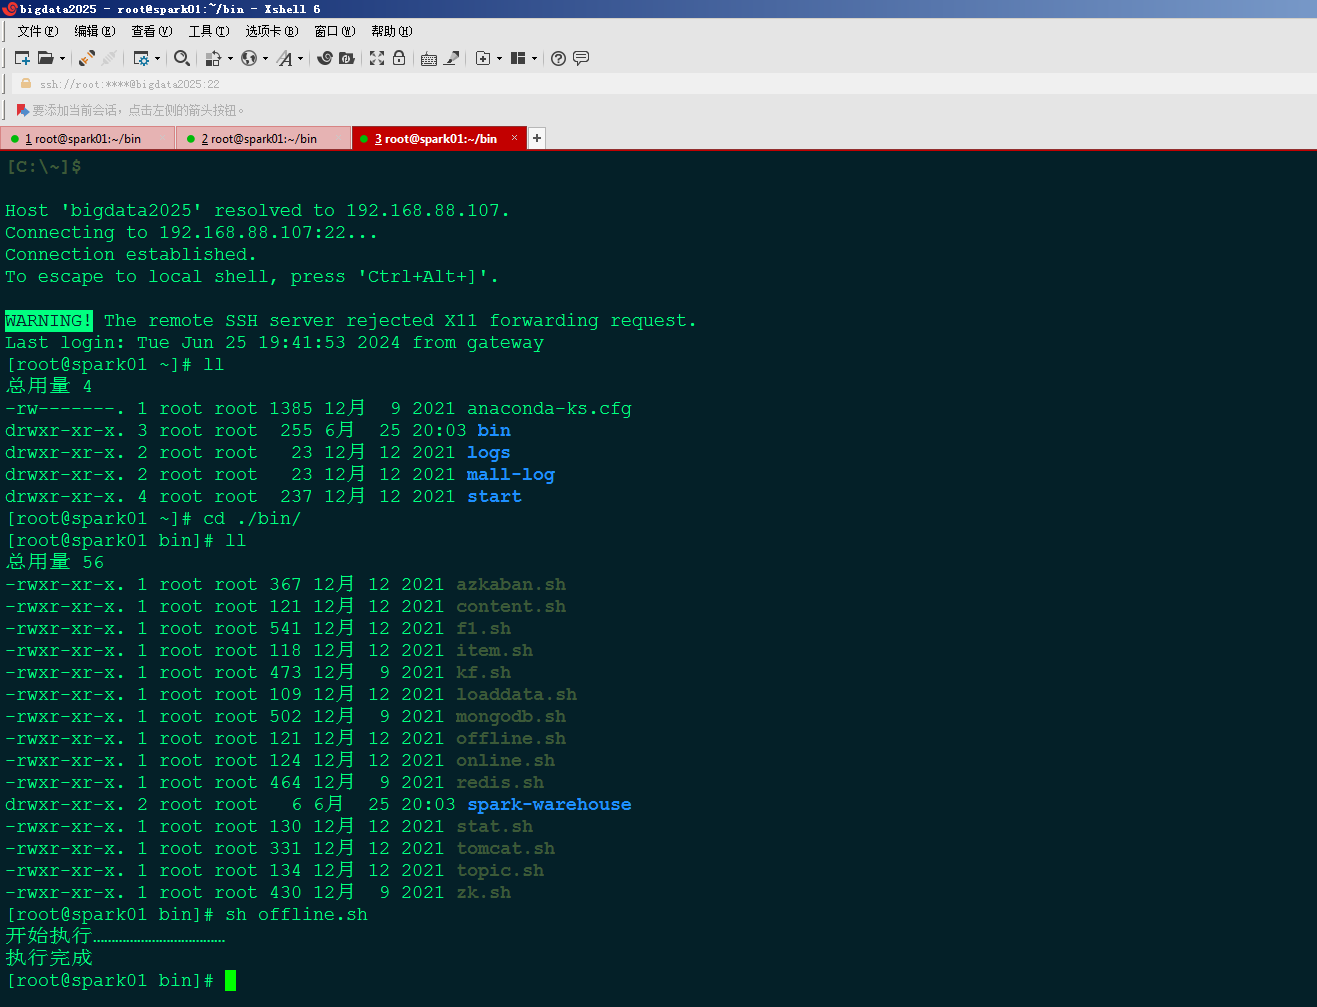 bigdata2025 - root@spark01:~/bin - Xshell 6
文件(F) 编辑(E) 查看(V) 工具(T) 选项卡(B) 窗口(W) 帮助(H)
ssh://root:****@bigdata2025:22
要添加当前会话，点击左侧的箭头按钮。
1 root@spark01:~/bin 2 root@spark01:~/bin 3 root@spark01:~/bin × +
[C:\~]$
Host 'bigdata2025' resolved to 192.168.88.107.
Connecting to 192.168.88.107:22...
Connection established.
To escape to local shell, press 'Ctrl+Alt+]'.
WARNING! The remote SSH server rejected X11 forwarding request.
Last login: Tue Jun 25 19:41:53 2024 from gateway
[root@spark01 ~]# ll
总用量 4
-rw-------. 1 root root 1385 12月  9 2021 anaconda-ks.cfg
drwxr-xr-x. 3 root root  255 6月  25 20:03 bin
drwxr-xr-x. 2 root root   23 12月 12 2021 logs
drwxr-xr-x. 2 root root   23 12月 12 2021 mall-log
drwxr-xr-x. 4 root root  237 12月 12 2021 start
[root@spark01 ~]# cd ./bin/
[root@spark01 bin]# ll
总用量 56
-rwxr-xr-x. 1 root root 367 12月 12 2021 azkaban.sh
-rwxr-xr-x. 1 root root 121 12月 12 2021 content.sh
-rwxr-xr-x. 1 root root 541 12月 12 2021 f1.sh
-rwxr-xr-x. 1 root root 118 12月 12 2021 item.sh
-rwxr-xr-x. 1 root root 473 12月  9 2021 kf.sh
-rwxr-xr-x. 1 root root 109 12月 12 2021 loaddata.sh
-rwxr-xr-x. 1 root root 502 12月  9 2021 mongodb.sh
-rwxr-xr-x. 1 root root 121 12月 12 2021 offline.sh
-rwxr-xr-x. 1 root root 124 12月 12 2021 online.sh
-rwxr-xr-x. 1 root root 464 12月  9 2021 redis.sh
drwxr-xr-x. 2 root root   6 6月  25 20:03 spark-warehouse
-rwxr-xr-x. 1 root root 130 12月 12 2021 stat.sh
-rwxr-xr-x. 1 root root 331 12月 12 2021 tomcat.sh
-rwxr-xr-x. 1 root root 134 12月 12 2021 topic.sh
-rwxr-xr-x. 1 root root 430 12月  9 2021 zk.sh
[root@spark01 bin]# sh offline.sh
开始执行…………………………………
执行完成
[root@spark01 bin]#